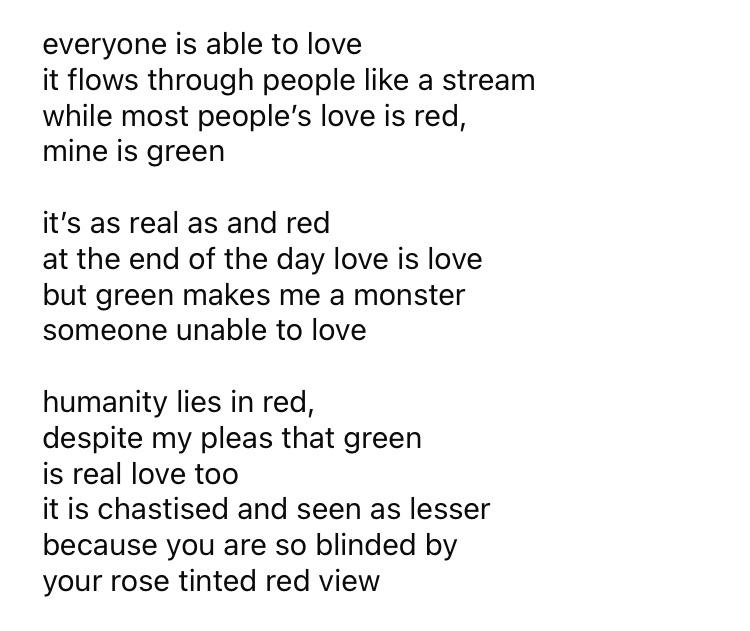 everyone is able to love
it flows through people like a stream
while most people’s love is red,
mine is green

it’s as real as and red
at the end of the day love is love
but green makes me a monster
someone unable to love

humanity lies in red,
despite my pleas that green
is real love too
it is chastised and seen as lesser
because you are so blinded by
your rose tinted red view